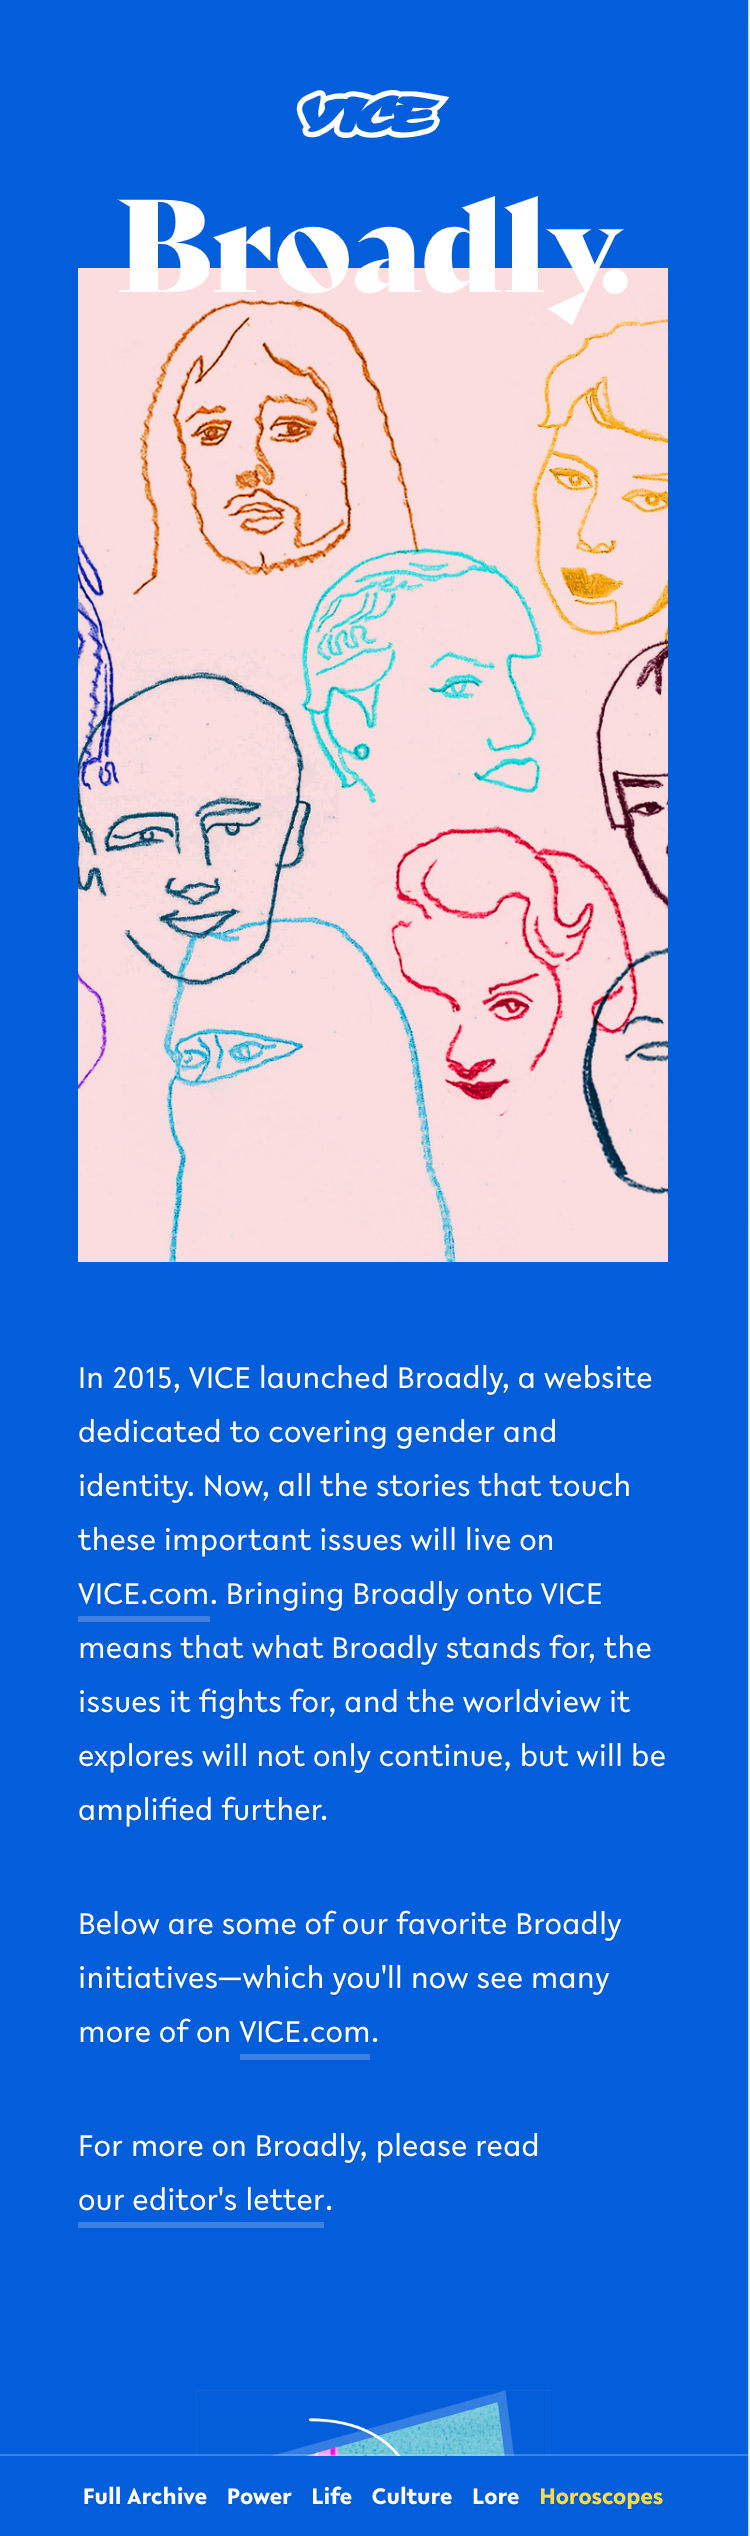 VICE
Broadly.
In 2015, VICE launched Broadly, a website
dedicated to covering gender and
identity. Now, all the stories that touch
these important issues will live on
VICE.com. Bringing Broadly onto VICE
means that what Broadly stands for, the
issues it fights for, and the worldview it
explores will not only continue, but will be
amplified further.
Below are some of our favorite Broadly
initiatives—which you'll now see many
more of on VICE.com.
For more on Broadly, please read
our editor's letter.
Full Archive Power Life Culture Lore Horoscopes